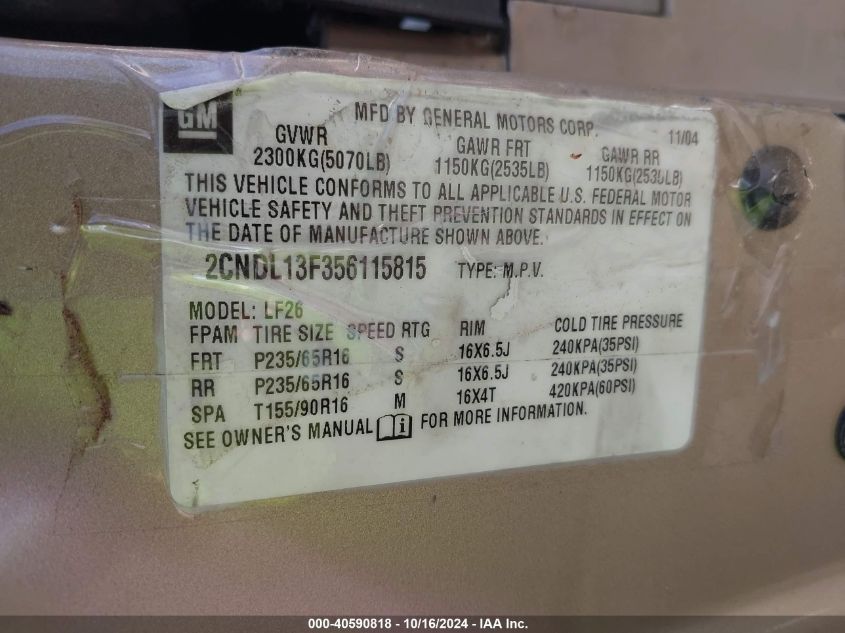 GM
MFD BY GENERAL MOTORS CORP. 11/04
GVWR GAWR FRT GAWR RR
2300KG(5070LB) 1150KG(2535LB) 1150KG(2535LB)
THIS VEHICLE CONFORMS TO ALL APPLICABLE U.S. FEDERAL MOTOR
VEHICLE SAFETY AND THEFT PREVENTION STANDARDS IN EFFECT ON
THE DATE OF MANUFACTURE SHOWN ABOVE.
2CNDL13F356115815 TYPE: M.P.V.
MODEL: LF26
FPAM TIRE SIZE SPEED RTG RIM COLD TIRE PRESSURE
FRT P235/65R16 S 16X6.5J 240KPA(35PSI)
RR P235/65R16 S 16X6.5J 240KPA(35PSI)
SPA T155/90R16 M 16X4T 420KPA(60PSI)
SEE OWNER'S MANUAL i FOR MORE INFORMATION.
000-40590818 - 10/16/2024 - IAA Inc.